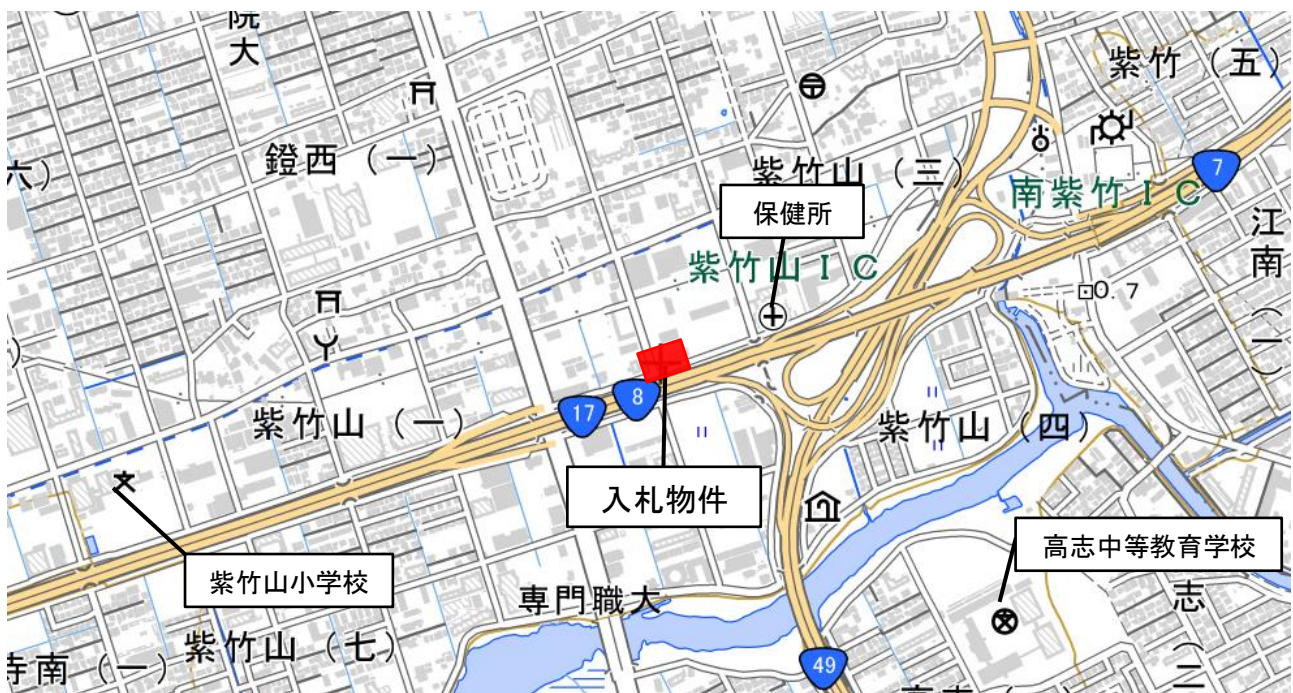 院大
紫竹（五）
鐙西（一）
六）
紫竹山（三）
7
南紫竹ＩＣ
保健所
江南（一）
紫竹山ＩＣ
0.7
8
17
紫竹山（一）
紫竹山（四）
入札物件
高志中等教育学校
紫竹山小学校
専門職大
志（二
紫竹山（七）
寺南（一）
49